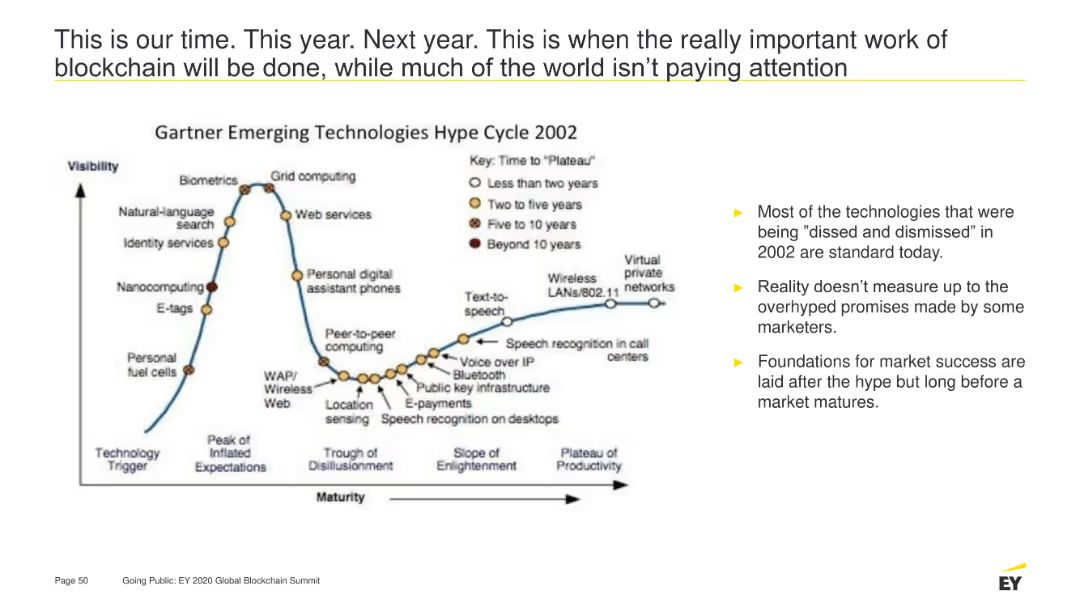 This is our time. This year. Next year. This is when the really important work of
blockchain will be done, while much of the world isn't paying attention
Gartner Emerging Technologies Hype Cycle 2002
Visibility
Key: Time to "Plateau"
Less than two years
Two to five years
Five to 10 years
Beyond 10 years
Biometrics
Grid computing
Natural-language
search
Web services
Identity services
Nanocomputing
Personal digital
assistant phones
E-tags
Personal
fuel cells
Peer-to-peer
computing
WAP/
Wireless
Web
Location
sensing
Speech recognition on desktops
E-payments
Public key infrastructure
Bluetooth
Voice over IP
Speech recognition in call
centers
Text-to-
speech
Wireless
LANs/802.11
Virtual
private
networks
Technology
Trigger
Peak of
Inflated
Expectations
Trough of
Disillusionment
Slope of
Enlightenment
Plateau of
Productivity
Maturity
Most of the technologies that were
being "dissed and dismissed" in
2002 are standard today.
Reality doesn't measure up to the
overhyped promises made by some
marketers.
Foundations for market success are
laid after the hype but long before a
market matures.
Page 50
Going Public: EY 2020 Global Blockchain Summit
EY